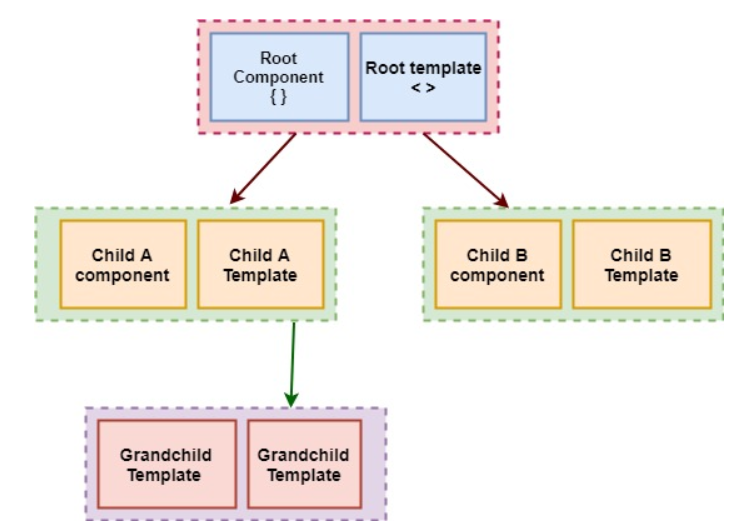 Root
Component
{ }
Root template
< >
Child A
component
Child A
Template
Child B
component
Child B
Template
Grandchild
Template
Grandchild
Template